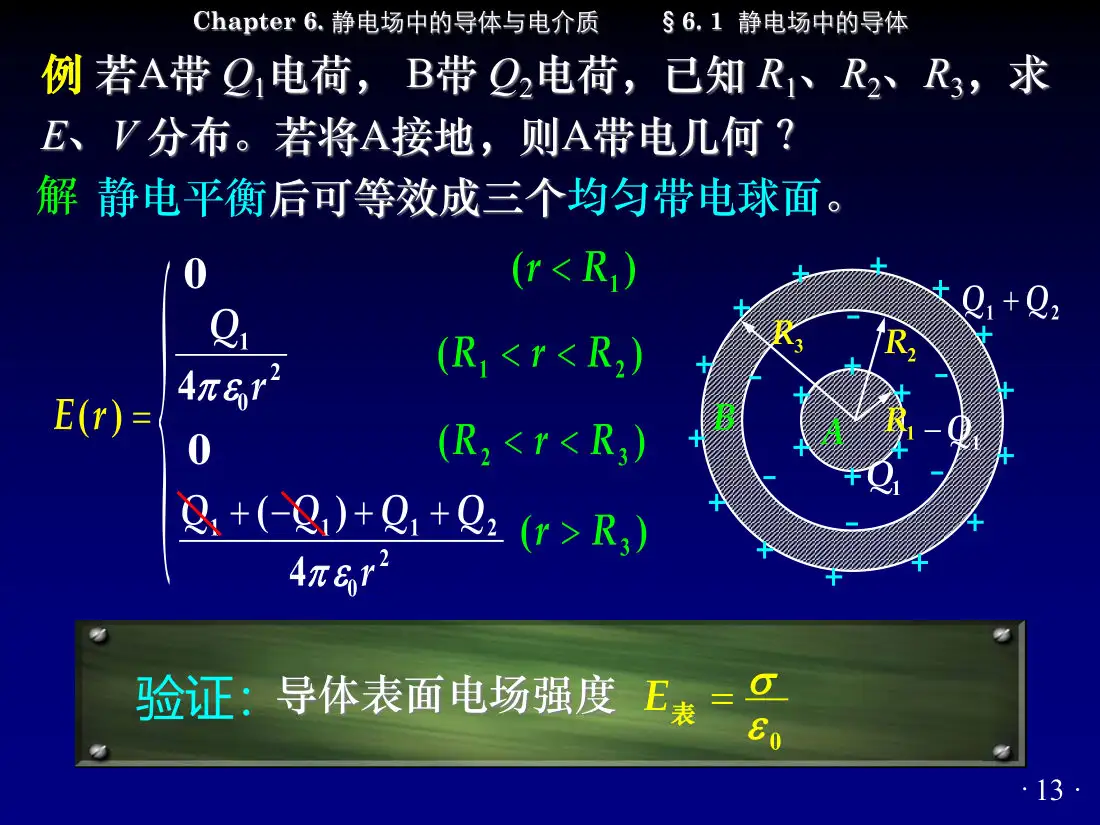 Chapter 6. 静电场中的导体与电介质 §6. 1 静电场中的导体
例 若A带 Q₁电荷， B带 Q₂电荷，已知 R₁、R₂、R₃，求
E、V 分布。若将A接地，则A带电几何？
解 静电平衡后可等效成三个均匀带电球面。
E(r) =
0 (r < R₁)
Q₁ / 4πε₀r² (R₁ < r < R₂)
0 (R₂ < r < R₃)
Q₁ + (−Q₁) + Q₁ + Q₂ / 4πε₀r² (r > R₃)
Q₁ + Q₂
R₃ R₂
B A R₁ −Q₁
Q₁
验证： 导体表面电场强度 E表 = σ / ε₀
· 13 ·